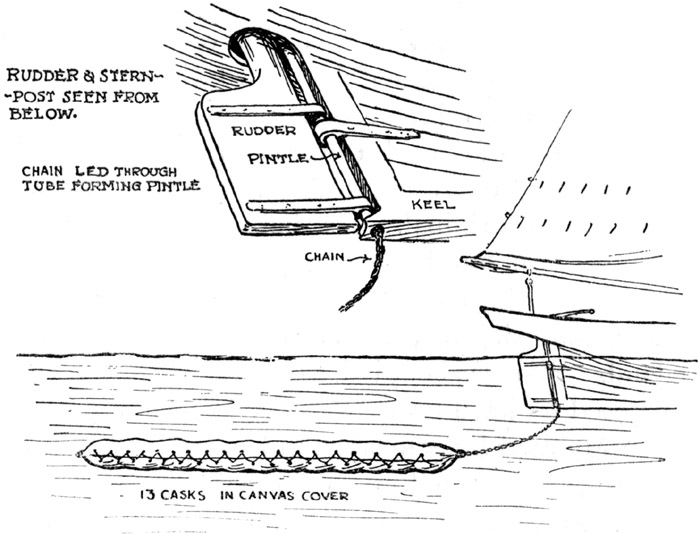 RUDDER & STERN-
-POST SEEN FROM
BELOW.
CHAIN LED THROUGH
TUBE FORMING PINTLE
RUDDER
PINTLE
KEEL
CHAIN
13 CASKS IN CANVAS COVER